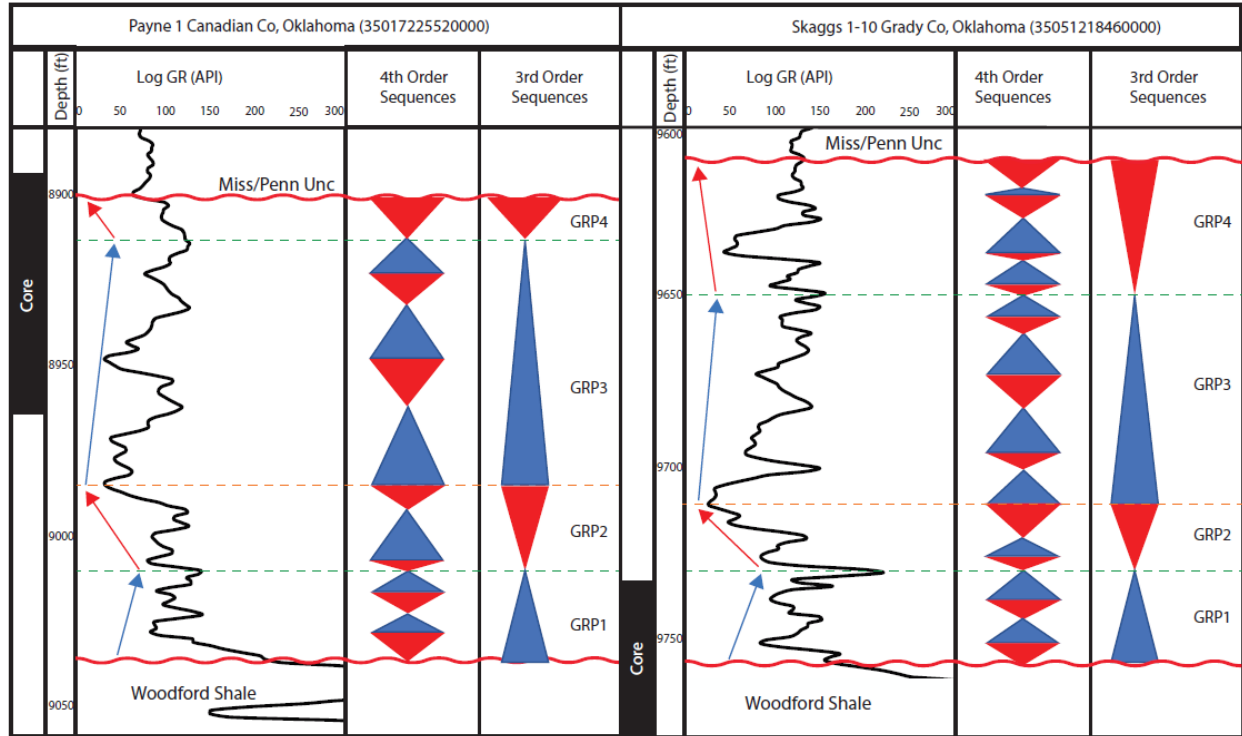 Payne 1 Canadian Co, Oklahoma (35017225520000)
Skaggs 1-10 Grady Co, Oklahoma (35051218460000)
Depth (ft)
Log GR (API)
0 50 100 150 200 250 300
4th Order
Sequences
3rd Order
Sequences
Depth (ft)
Log GR (API)
0 50 100 150 200 250 300
4th Order
Sequences
3rd Order
Sequences
Core
8900
8950
9000
9050
Miss/Penn Unc
Woodford Shale
GRP4
GRP3
GRP2
GRP1
Core
9600
9650
9700
9750
Miss/Penn Unc
Woodford Shale
GRP4
GRP3
GRP2
GRP1